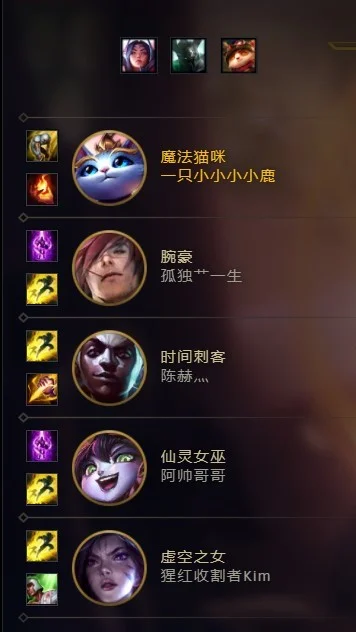 魔法猫咪
一只小小小小鹿
腕豪
孤独艹一生
时间刺客
陈赫灬
仙灵女巫
阿帅哥哥
虚空之女
猩红收割者Kim